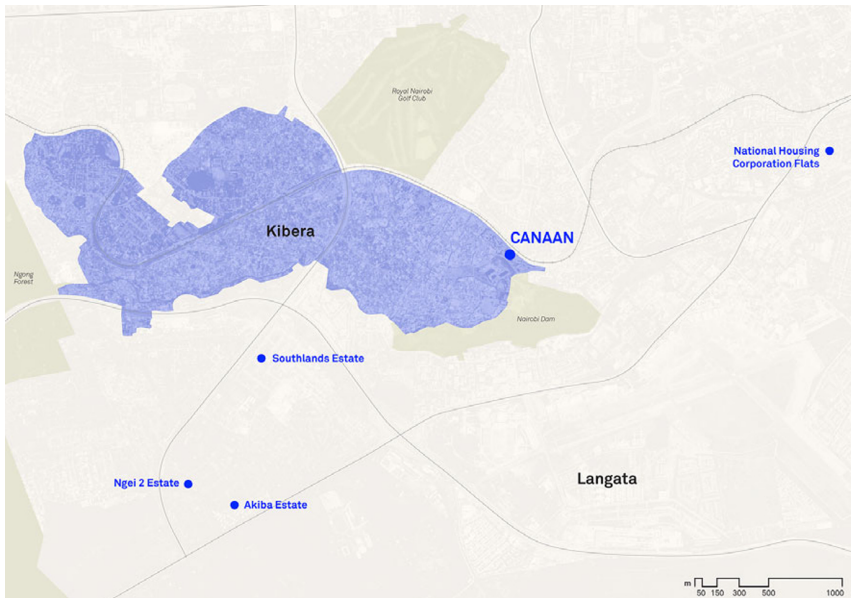 Royal Nairobi
Golf Club
National Housing
Corporation Flats
Kibera
CANAAN
Ngong
Forest
Nairobi Dam
Southlands Estate
Ngei 2 Estate
Langata
Akiba Estate
m
50 150 300 500 1000